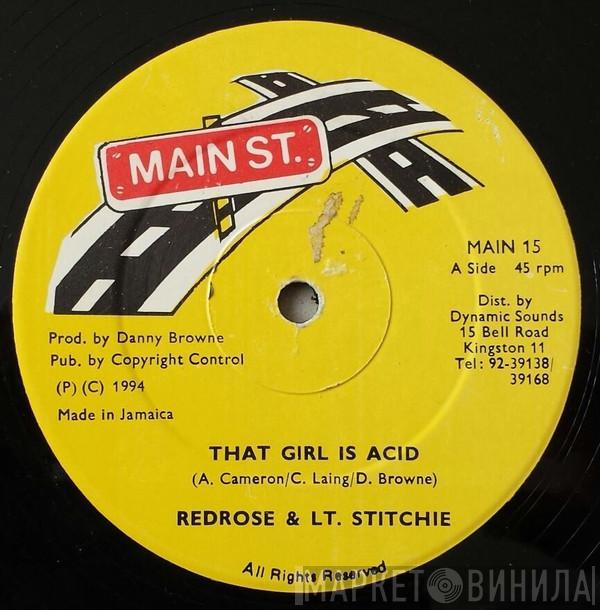 MAIN ST.
MAIN 15
A Side 45 rpm
Dist. by
Dynamic Sounds
15 Bell Road
Kingston 11
Tel: 92-39138/
39168
Prod. by Danny Browne
Pub. by Copyright Control
(P) (C) 1994
Made in Jamaica
THAT GIRL IS ACID
(A. Cameron/C. Laing/D. Browne)
REDROSE & LT. STITCHIE
All Rights Reserved
МАРКЕТ ВИНИЛА